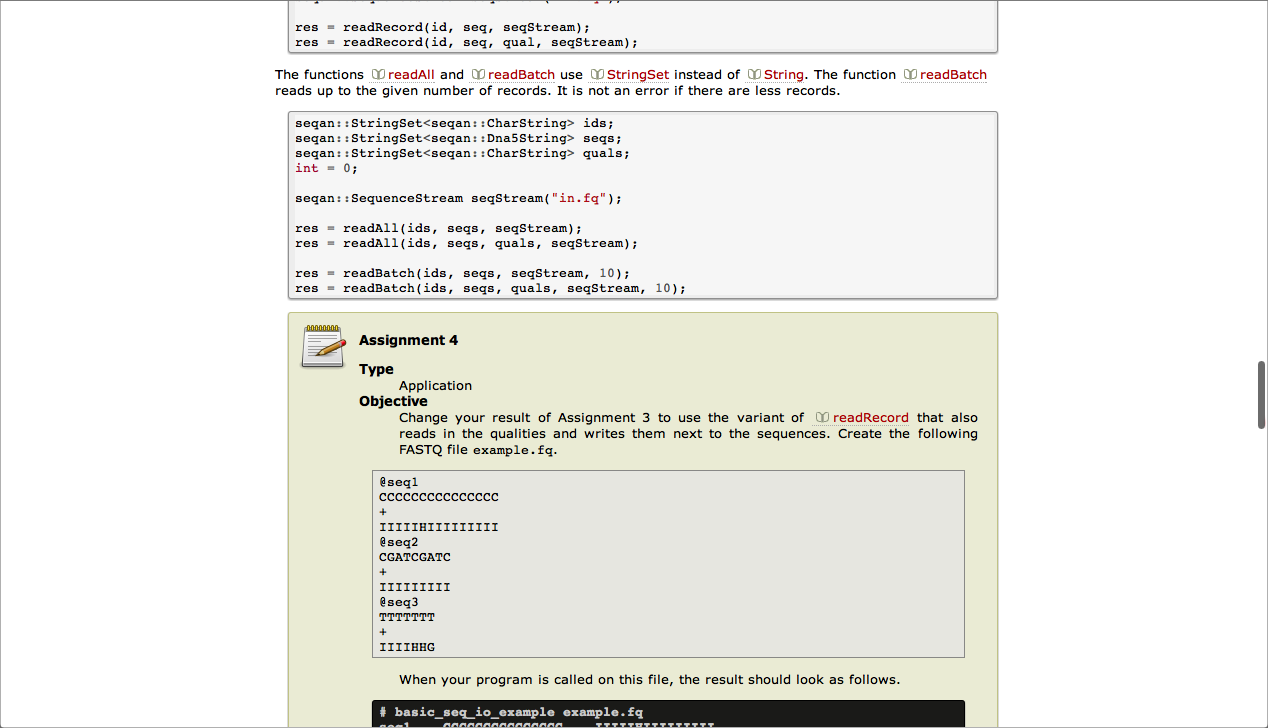 res = readRecord(id, seq, seqStream);
res = readRecord(id, seq, qual, seqStream);
The functions readAll and readBatch use StringSet instead of String. The function readBatch
reads up to the given number of records. It is not an error if there are less records.
seqan::StringSet<seqan::CharString> ids;
seqan::StringSet<seqan::Dna5String> seqs;
seqan::StringSet<seqan::CharString> quals;
int = 0;
seqan::SequenceStream seqStream("in.fq");
res = readAll(ids, seqs, seqStream);
res = readAll(ids, seqs, quals, seqStream);
res = readBatch(ids, seqs, seqStream, 10);
res = readBatch(ids, seqs, quals, seqStream, 10);
Assignment 4
Type
Application
Objective
Change your result of Assignment 3 to use the variant of readRecord that also
reads in the qualities and writes them next to the sequences. Create the following
FASTQ file example.fq.
@seq1
CCCCCCCCCCCCCCC
+
IIIIIHIIIIIIIII
@seq2
CGATCGATC
+
IIIIIIIII
@seq3
TTTTTTT
+
IIIIHHG
When your program is called on this file, the result should look as follows.
# basic_seq_io_example example.fq
seq1 CCCCCCCCCCCCCCC IIIIIHIIIIIIIII